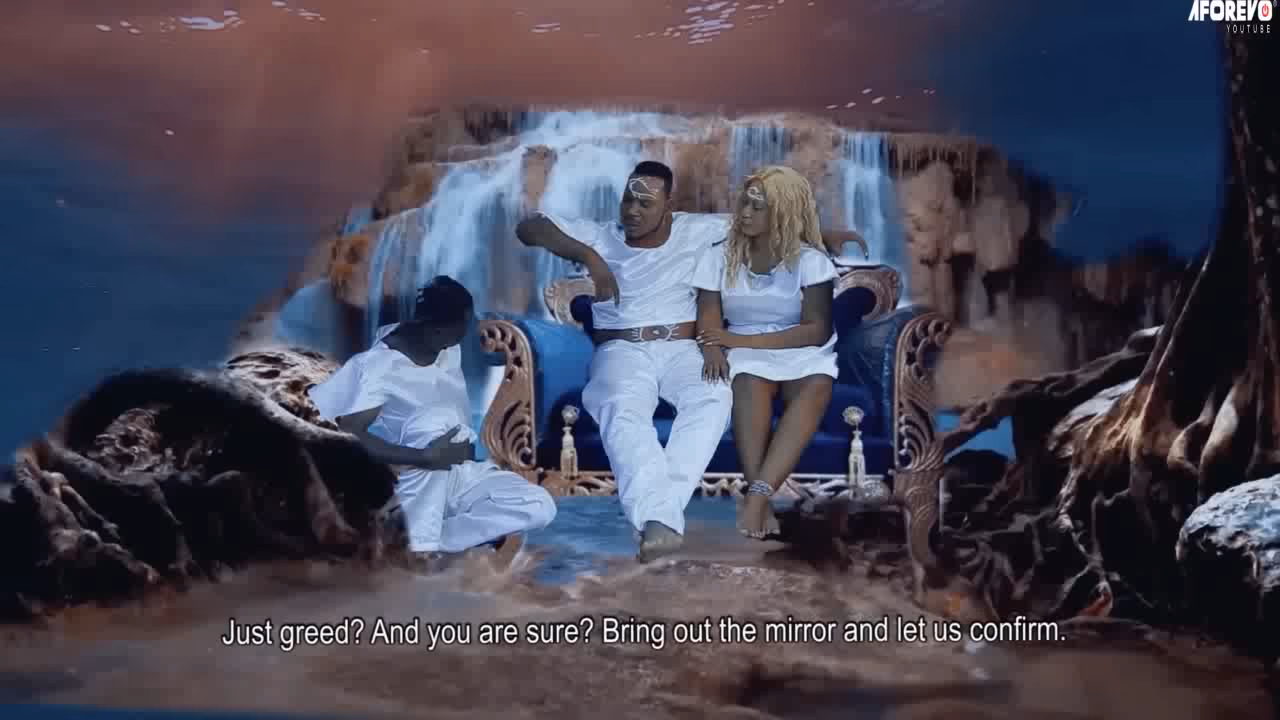 AFOREVO
YOUTUBE
Just greed? And you are sure? Bring out the mirror and let us confirm.